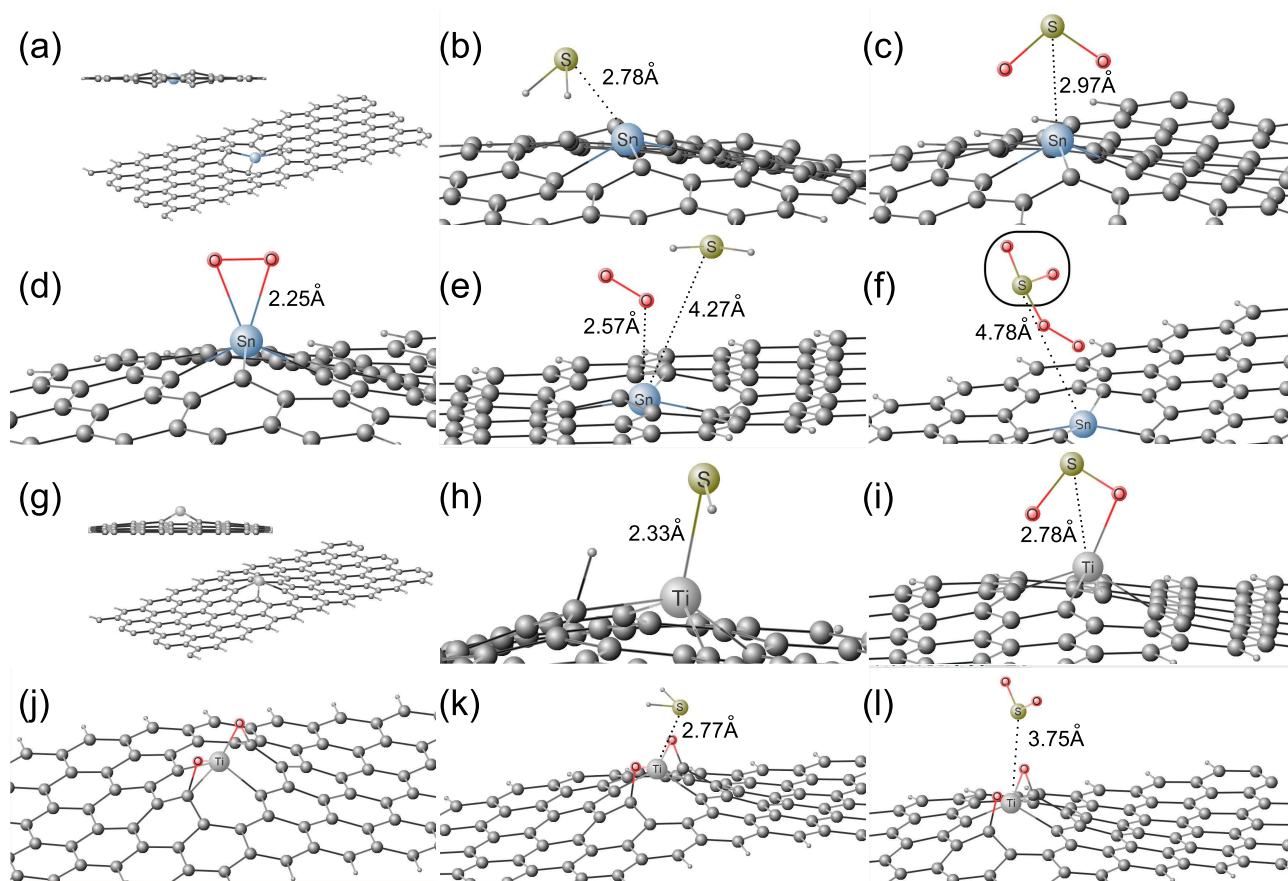 (a)
(b)
S
2.78Å
Sn
(c)
S
O O
2.97Å
Sn
(d)
O O
2.25Å
Sn
(e)
S
O
O
2.57Å
4.27Å
Sn
(f)
O
O
S
4.78Å
O
O
Sn
(g)
(h)
S
2.33Å
Ti
(i)
S
O O
2.78Å
Ti
(j)
O
O Ti
(k)
S
2.77Å
O
O Ti
(l)
O
O
S
3.75Å
O
O
Ti